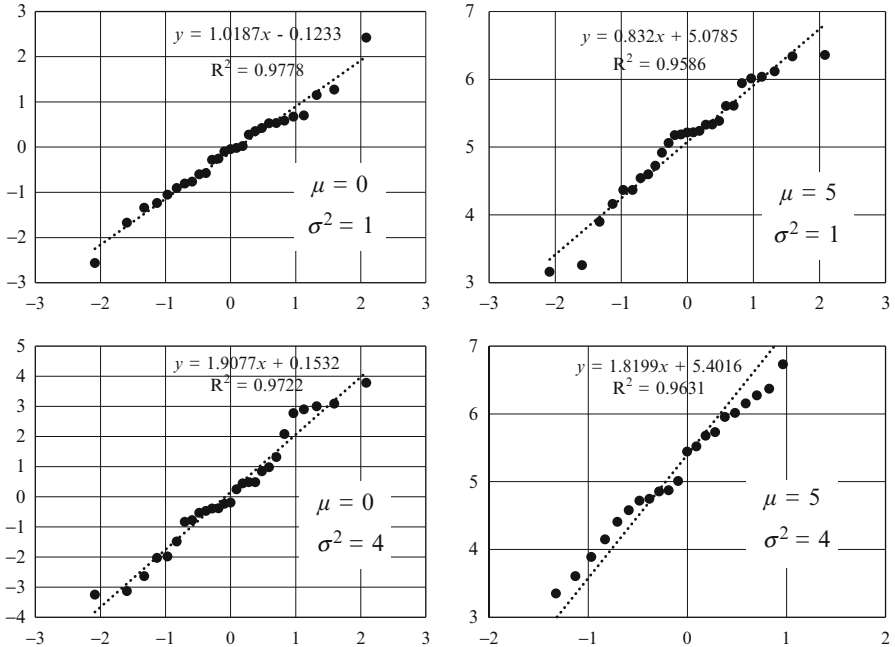 3
2
1
0
−1
−2
−3
−3 −2 −1 0 1 2 3
y = 1.0187x - 0.1233
R² = 0.9778
μ = 0
σ² = 1
7
6
5
4
3
−3 −2 −1 0 1 2 3
y = 0.832x + 5.0785
R² = 0.9586
μ = 5
σ² = 1
5
4
3
2
1
0
−1
−2
−3
−4
−3 −2 −1 0 1 2 3
y = 1.9077x + 0.1532
R² = 0.9722
μ = 0
σ² = 4
7
6
5
4
3
−2 −1 0 1 2
y = 1.8199x + 5.4016
R² = 0.9631
μ = 5
σ² = 4